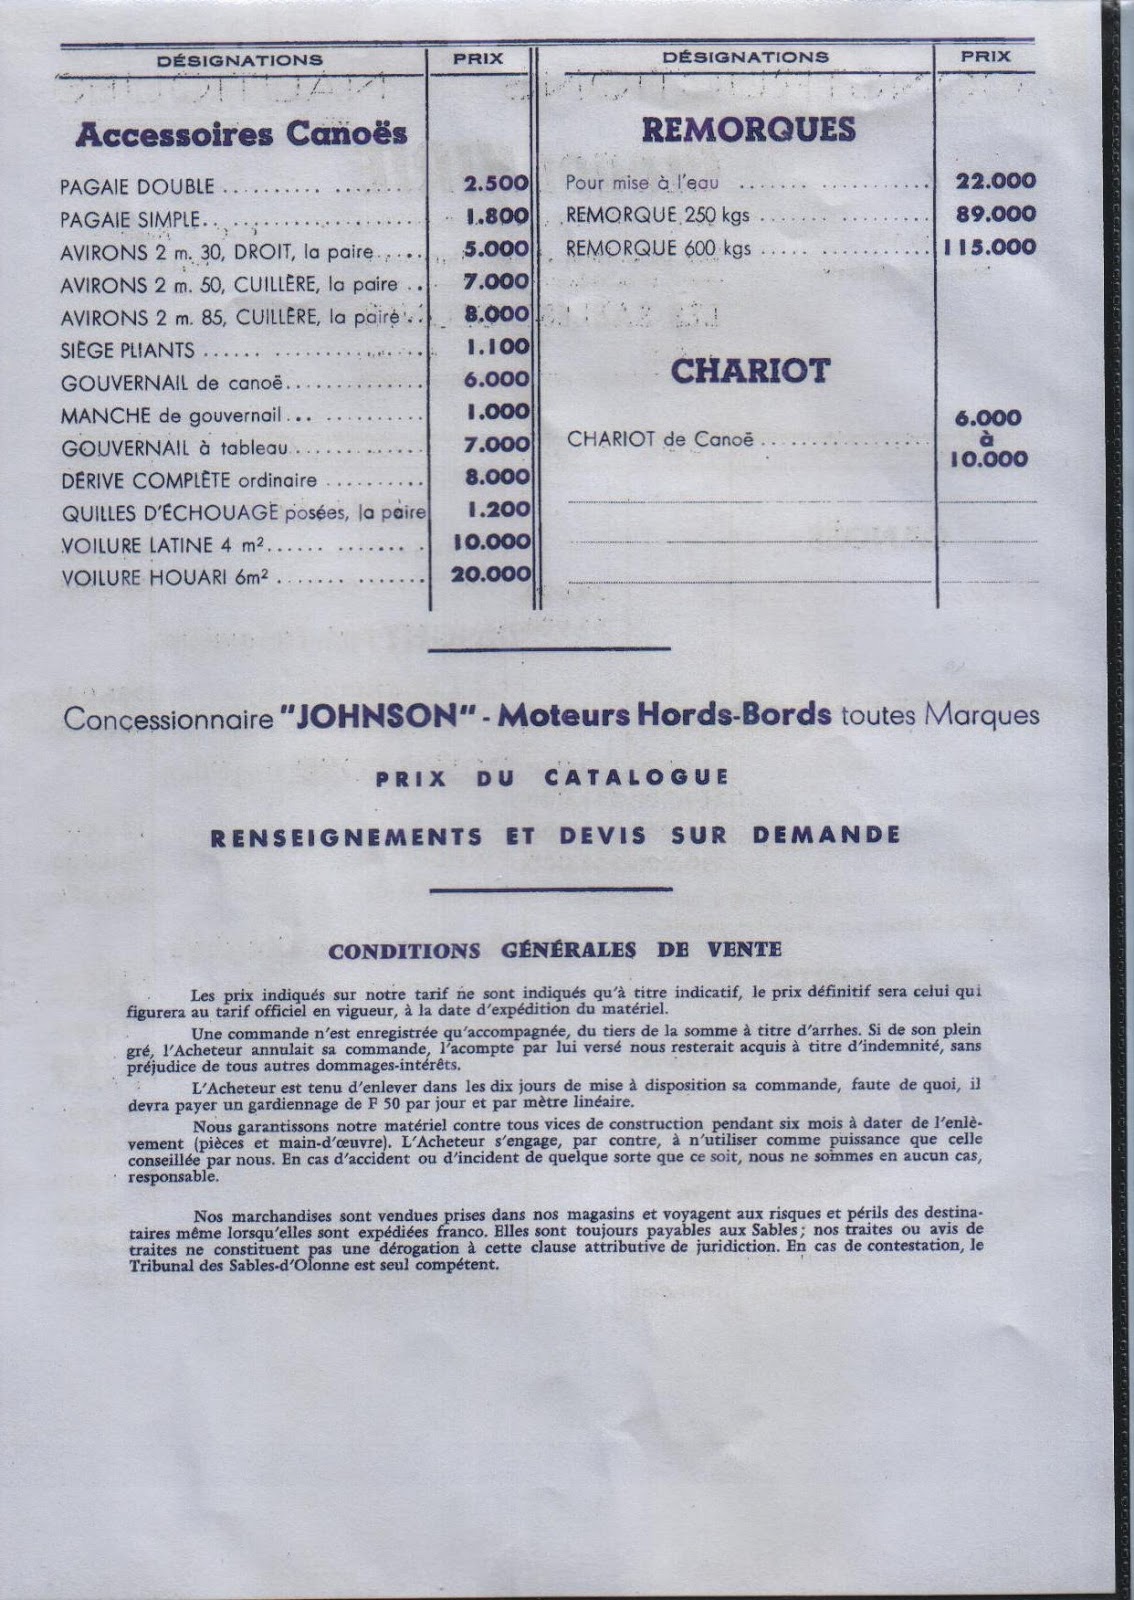 DÉSIGNATIONS PRIX
Accessoires Canoës
PAGAIE DOUBLE .......... ........ 2.500
PAGAIE SIMPLE.. ................. 1.800
AVIRONS 2 m. 30, DROIT, la paire ..... 5.000
AVIRONS 2 m. 50, CUILLÈRE, la paire .. 7.000
AVIRONS 2 m. 85, CUILLÈRE, la paire .. 8.000
SIÈGE PLIANTS ...... ................ 1.100
GOUVERNAIL de canoë.............. 6.000
MANCHE de gouvernail... ........... 1.000
GOUVERNAIL à tableau.............. 7.000
DÉRIVE COMPLÈTE ordinaire .......... 8.000
QUILLES D'ÉCHOUAGE posées, la paire 1.200
VOILURE LATINE 4 m²...... ....... . 10.000
VOILURE HOUARI 6m² ....... ....... 20.000
DÉSIGNATIONS PRIX
REMORQUES
Pour mise à l'eau ...... ............ 22.000
REMORQUE 250 kgs ...... ............ 89.000
REMORQUE 600 kgs ...... ............ 115.000
CHARIOT
CHARIOT de Canoë .................. 6.000
à
10.000
Concessionnaire "JOHNSON" - Moteurs Hords-Bords toutes Marques
PRIX DU CATALOGUE
RENSEIGNEMENTS ET DEVIS SUR DEMANDE
CONDITIONS GÉNÉRALES DE VENTE
Les prix indiqués sur notre tarif ne sont indiqués qu'à titre indicatif, le prix définitif sera celui qui
figurera au tarif officiel en vigueur, à la date d'expédition du matériel.
Une commande n'est enregistrée qu'accompagnée, du tiers de la somme à titre d'arrhes. Si de son plein
gré, l'Acheteur annulait sa commande, l'acompte par lui versé nous resterait acquis à titre d'indemnité, sans
préjudice de tous autres dommages-intérêts.
L'Acheteur est tenu d'enlever dans les dix jours de mise à disposition sa commande, faute de quoi, il
devra payer un gardiennage de F 50 par jour et par mètre linéaire.
Nous garantissons notre matériel contre tous vices de construction pendant six mois à dater de l'enlè-
vement (pièces et main-d'œuvre). L'Acheteur s'engage, par contre, à n'utiliser comme puissance que celle
conseillée par nous. En cas d'accident ou d'incident de quelque sorte que ce soit, nous ne sommes en aucun cas,
responsable.
Nos marchandises sont vendues prises dans nos magasins et voyagent aux risques et périls des destina-
taires même lorsqu'elles sont expédiées franco. Elles sont toujours payables aux Sables; nos traites ou avis de
traites ne constituent pas une dérogation à cette clause attributive de juridiction. En cas de contestation, le
Tribunal des Sables-d'Olonne est seul compétent.